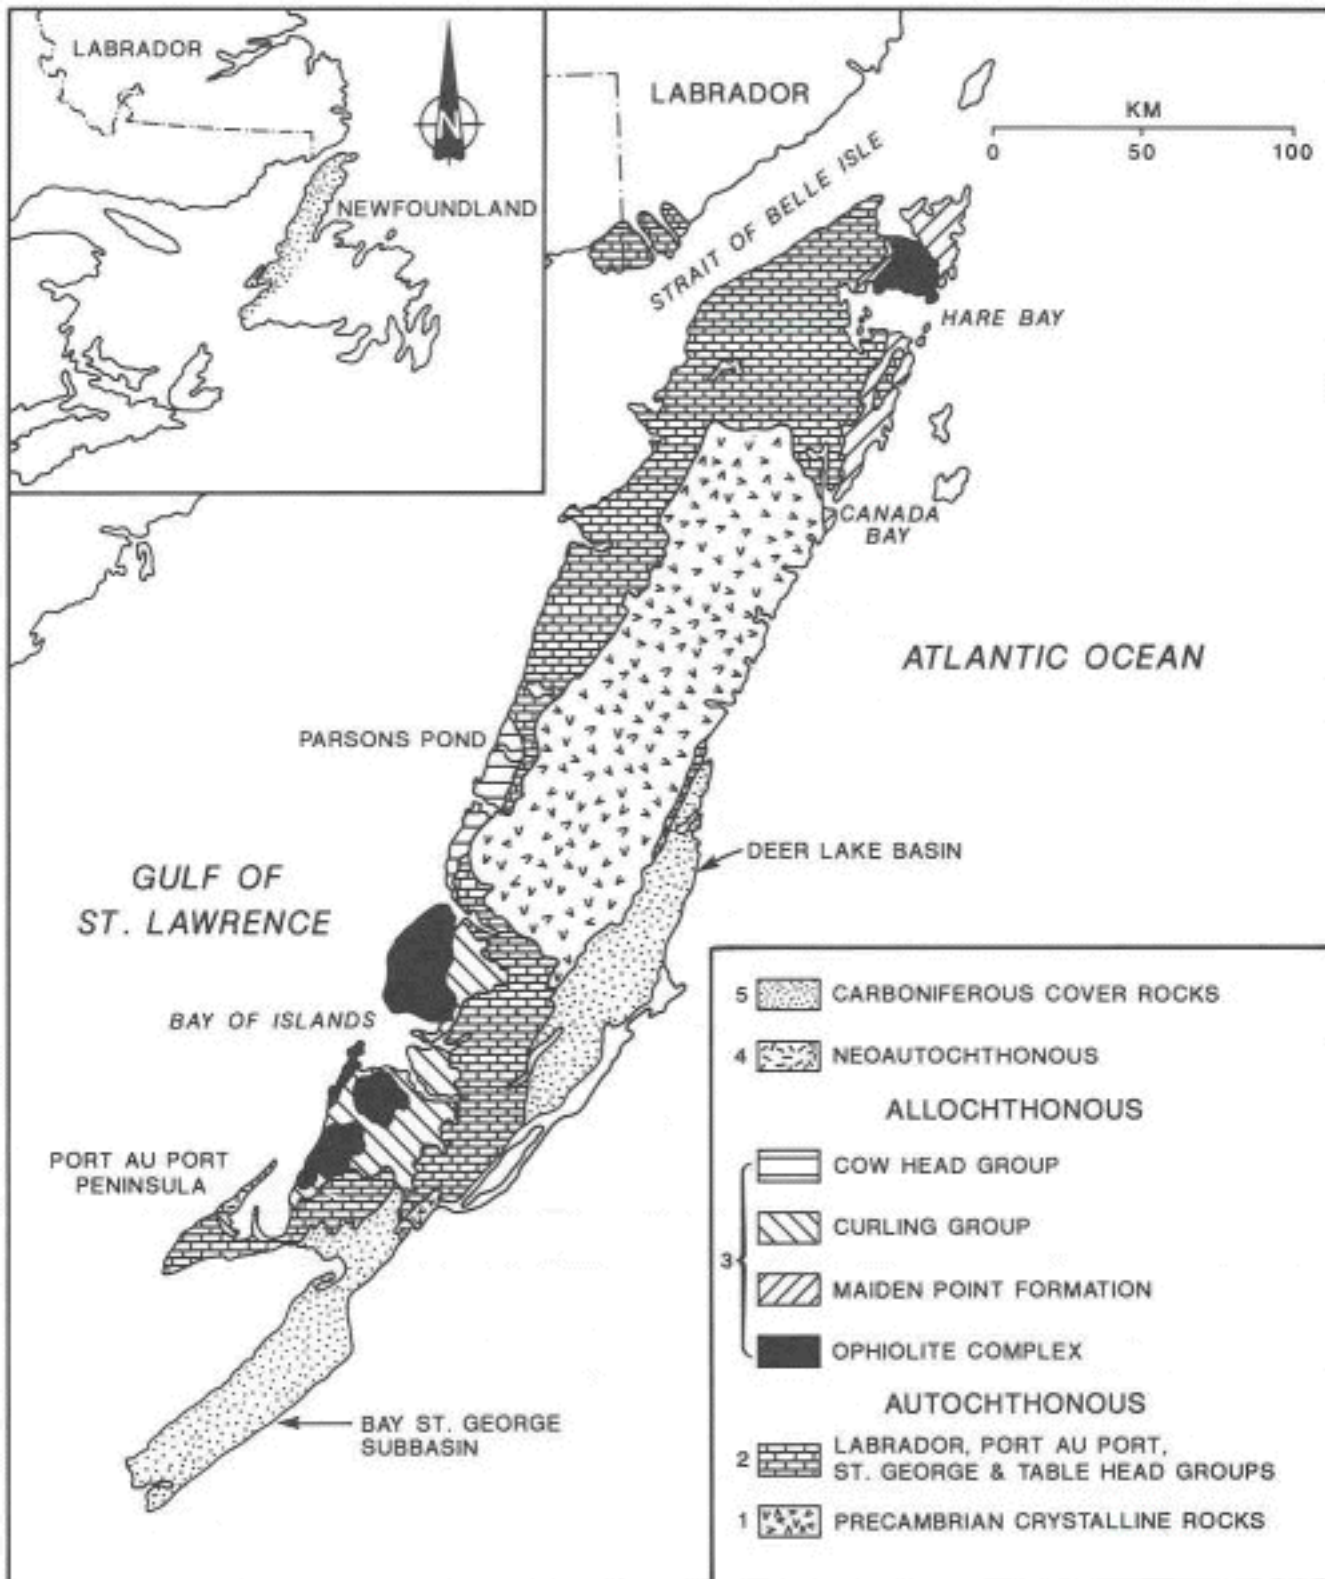 LABRADOR
N
NEWFOUNDLAND
LABRADOR
KM
0 50 100
STRAIT OF BELLE ISLE
HARE BAY
CANADA
BAY
ATLANTIC OCEAN
PARSONS POND
DEER LAKE BASIN
GULF OF
ST. LAWRENCE
BAY OF ISLANDS
PORT AU PORT
PENINSULA
BAY ST. GEORGE
SUBBASIN
5 CARBONIFEROUS COVER ROCKS
4 NEOAUTOCHTHONOUS
ALLOCHTHONOUS
COW HEAD GROUP
CURLING GROUP
3
MAIDEN POINT FORMATION
OPHIOLITE COMPLEX
AUTOCHTHONOUS
2 LABRADOR, PORT AU PORT,
ST. GEORGE & TABLE HEAD GROUPS
1 PRECAMBRIAN CRYSTALLINE ROCKS